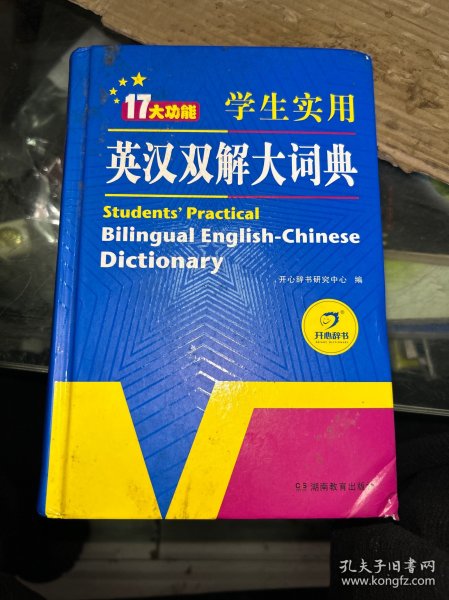 17大功能
学生实用
英汉双解大词典
Students' Practical
Bilingual English-Chinese
Dictionary
开心辞书研究中心 编
®
开心辞书
湖南教育出版
孔夫子旧书网
www.kongfz.com